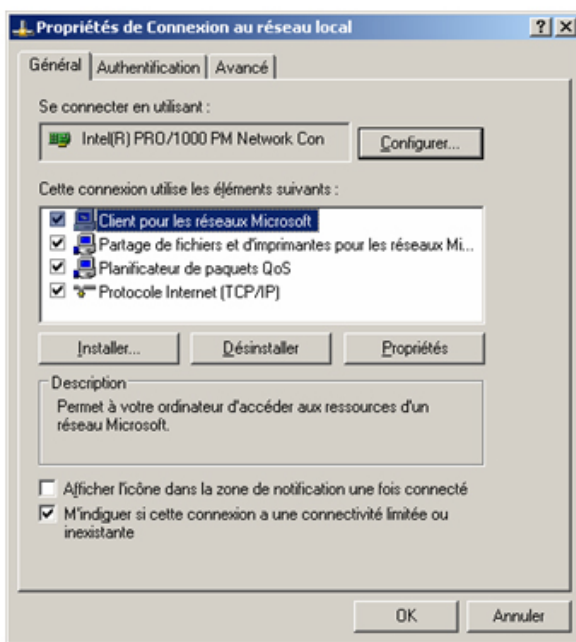 Propriétés de Connexion au réseau local
Général Authentification Avancé
Se connecter en utilisant :
Intel(R) PRO/1000 PM Network Con Configurer...
Cette connexion utilise les éléments suivants :
Client pour les réseaux Microsoft
Partage de fichiers et d'imprimantes pour les réseaux Mi...
Planificateur de paquets QoS
Protocole Internet (TCP/IP)
Installer... Désinstaller Propriétés
Description
Permet à votre ordinateur d'accéder aux ressources d'un
réseau Microsoft.
Afficher l'icône dans la zone de notification une fois connecté
M'indiquer si cette connexion a une connectivité limitée ou
inexistante
OK Annuler